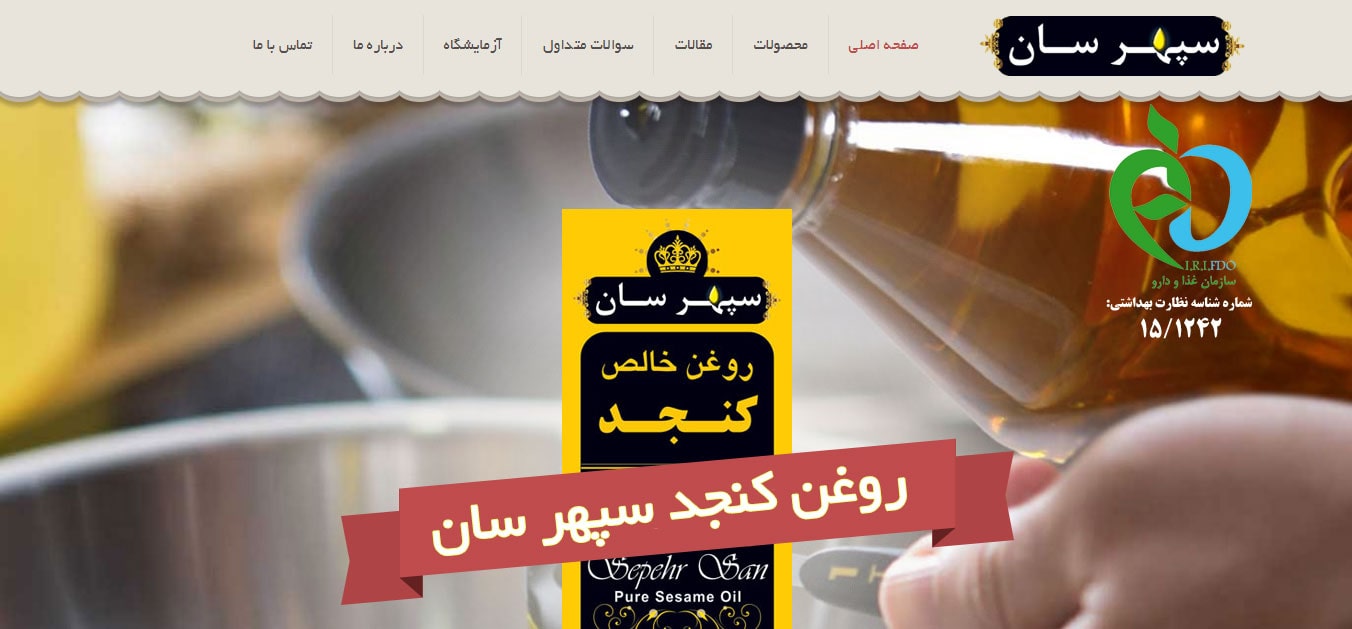 سپهر سان
صفحه اصلی
محصولات
مقالات
سوالات متداول
آزمایشگاه
درباره ما
تماس با ما
I.R.I.FDO
سازمان غذا و دارو
شماره شناسه نظارت بهداشتی:
۱۵/۱۲۴۲
سپهر سان
روغن خالص
کنجد
روغن کنجد سپهر سان
Sepehr San
Pure Sesame Oil